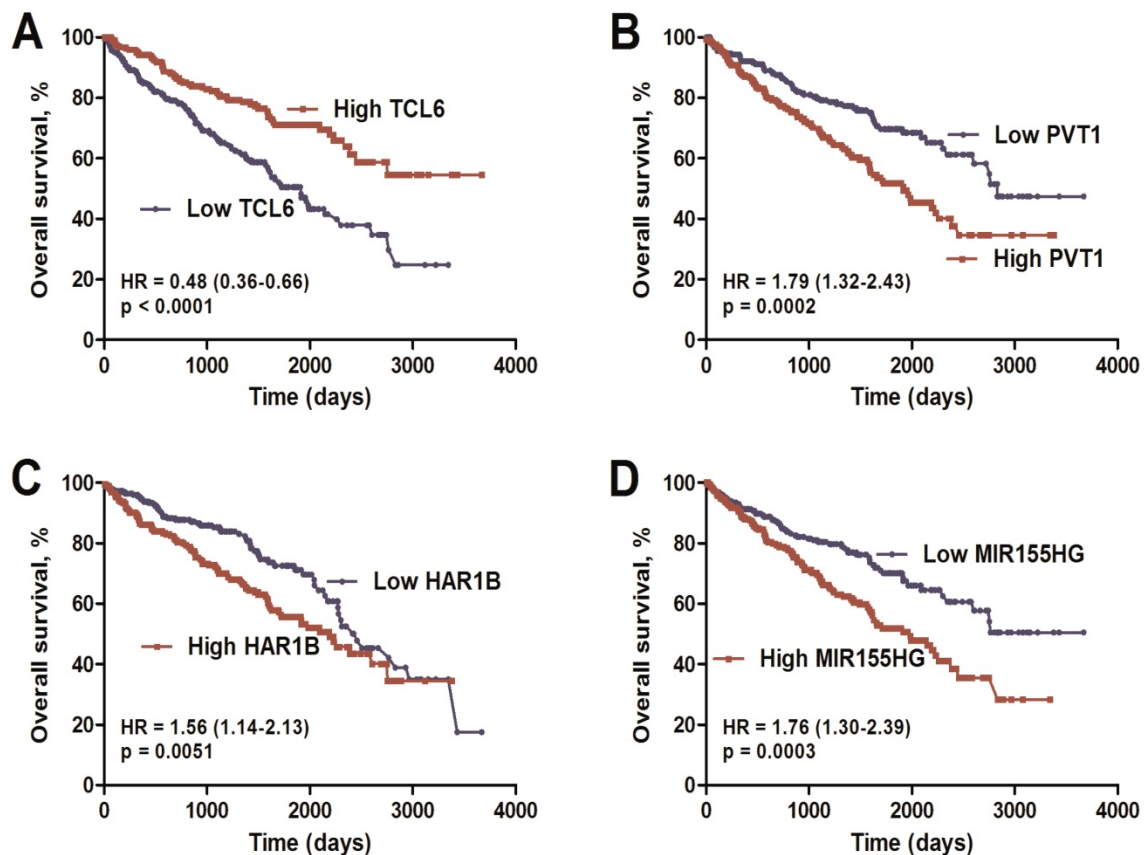 A
Overall survival, %
100
80
60
40
20
0
High TCL6
Low TCL6
HR = 0.48 (0.36-0.66)
p < 0.0001
0 1000 2000 3000 4000
Time (days)
B
Overall survival, %
100
80
60
40
20
0
Low PVT1
High PVT1
HR = 1.79 (1.32-2.43)
p = 0.0002
0 1000 2000 3000 4000
Time (days)
C
Overall survival, %
100
80
60
40
20
0
Low HAR1B
High HAR1B
HR = 1.56 (1.14-2.13)
p = 0.0051
0 1000 2000 3000 4000
Time (days)
D
Overall survival, %
100
80
60
40
20
0
Low MIR155HG
High MIR155HG
HR = 1.76 (1.30-2.39)
p = 0.0003
0 1000 2000 3000 4000
Time (days)